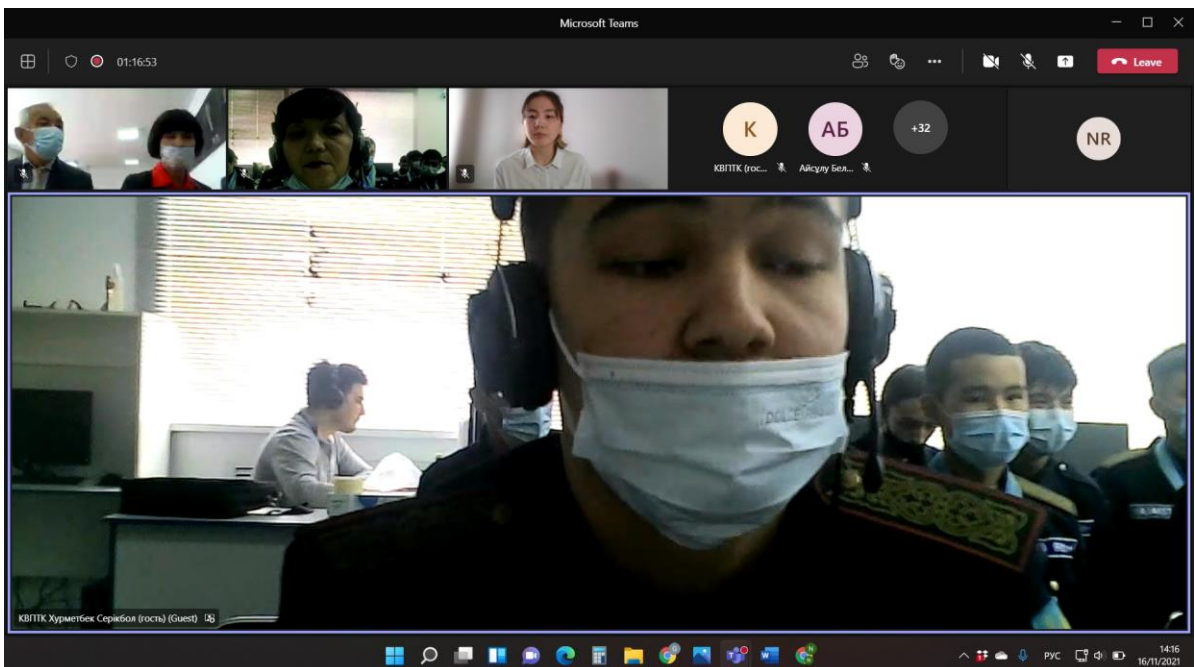 Microsoft Teams
01:16:53
Leave
К
АБ
+32
NR
КВПТК (гос...
Айсұлу Бел...
КВПТК Хурметбек Серікбол (гость) (Guest)
РУС
14:16
16/11/2021